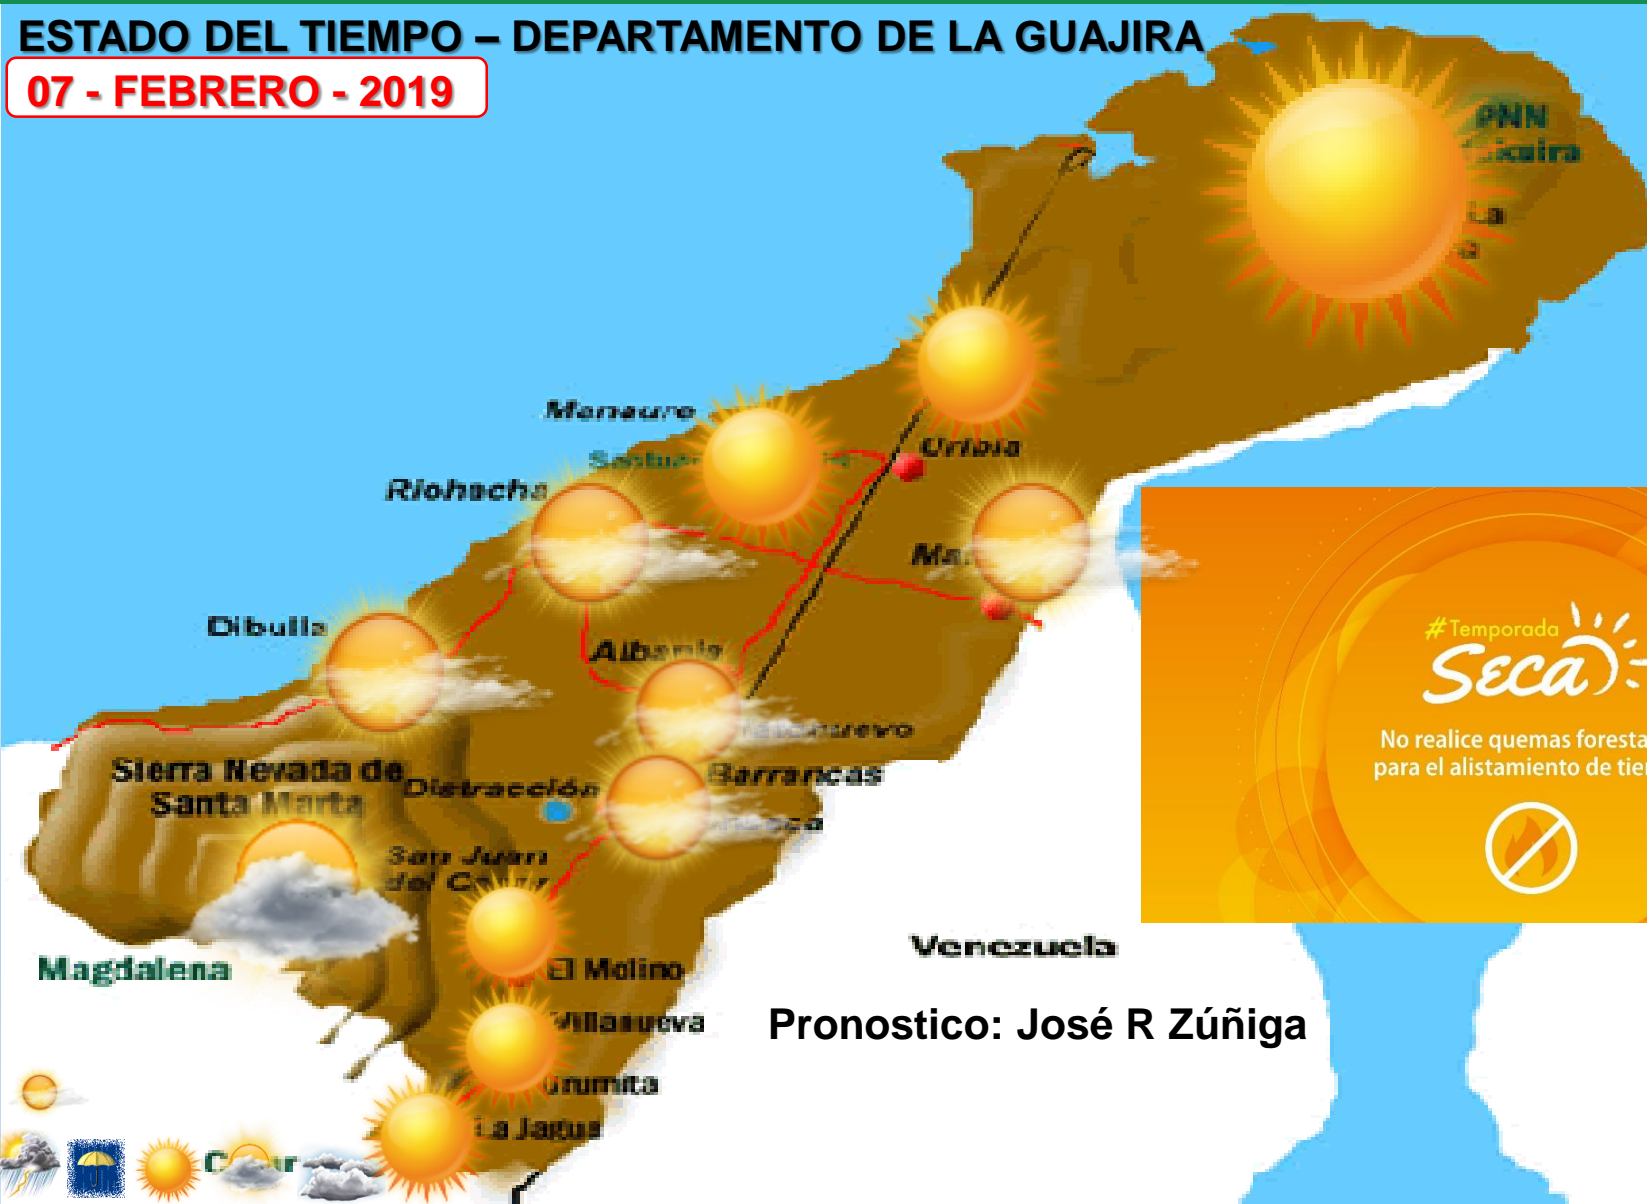 ESTADO DEL TIEMPO – DEPARTAMENTO DE LA GUAJIRA
07 - FEBRERO - 2019
PNN
Manaure
Uribia
Riohacha
Dibulla
Albania
Sierra Nevada de
Santa Marta
Distracción
Barrancas
San Juan
del
Magdalena
El Molino
Villanueva
Urumita
La Jagua
Venezuela
Pronostico: José R Zúñiga
#Temporada
Seca
No realice quemas
para el alistamiento de